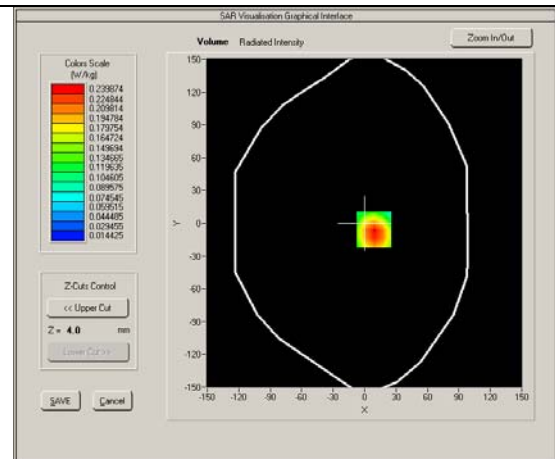 SAR Visualisation Graphical Interface
Volume Radiated Intensity
Zoom In/Out
Colors Scale
(W/kg)
0.239874
0.224844
0.209814
0.194784
0.179754
0.164724
0.149694
0.134665
0.119635
0.104605
0.089575
0.074545
0.059515
0.044485
0.029455
0.014425
Z-Cuts Control
<< Upper Cut
Z = 4.0 mm
Lower Cut >>
SAVE Cancel
Y
150
120
90
60
30
0
-30
-60
-90
-120
-150
-150 -120 -90 -60 -30 0 30 60 90 120 150
X